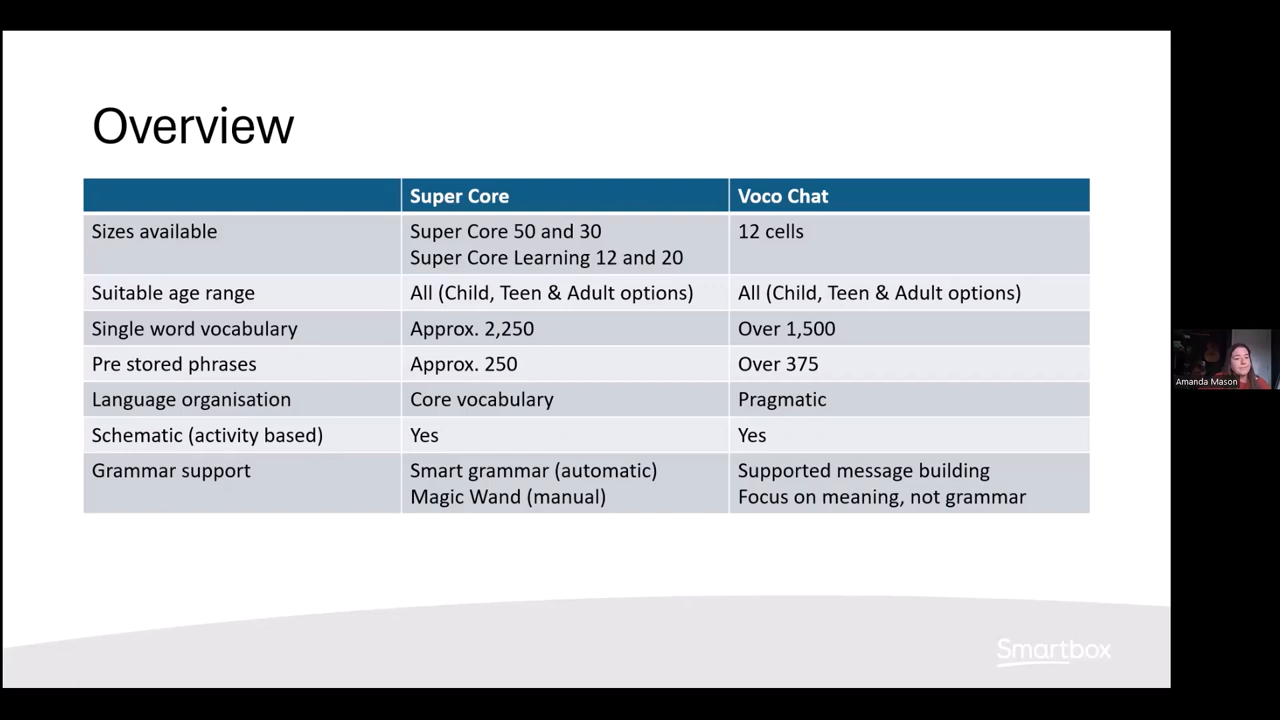 Overview
Super Core Voco Chat
Sizes available Super Core 50 and 30 12 cells
Super Core Learning 12 and 20
Suitable age range All (Child, Teen & Adult options) All (Child, Teen & Adult options)
Single word vocabulary Approx. 2,250 Over 1,500
Pre stored phrases Approx. 250 Over 375
Language organisation Core vocabulary Pragmatic
Schematic (activity based) Yes Yes
Grammar support Smart grammar (automatic) Supported message building
Magic Wand (manual) Focus on meaning, not grammar
Amanda Mason
Smartbox